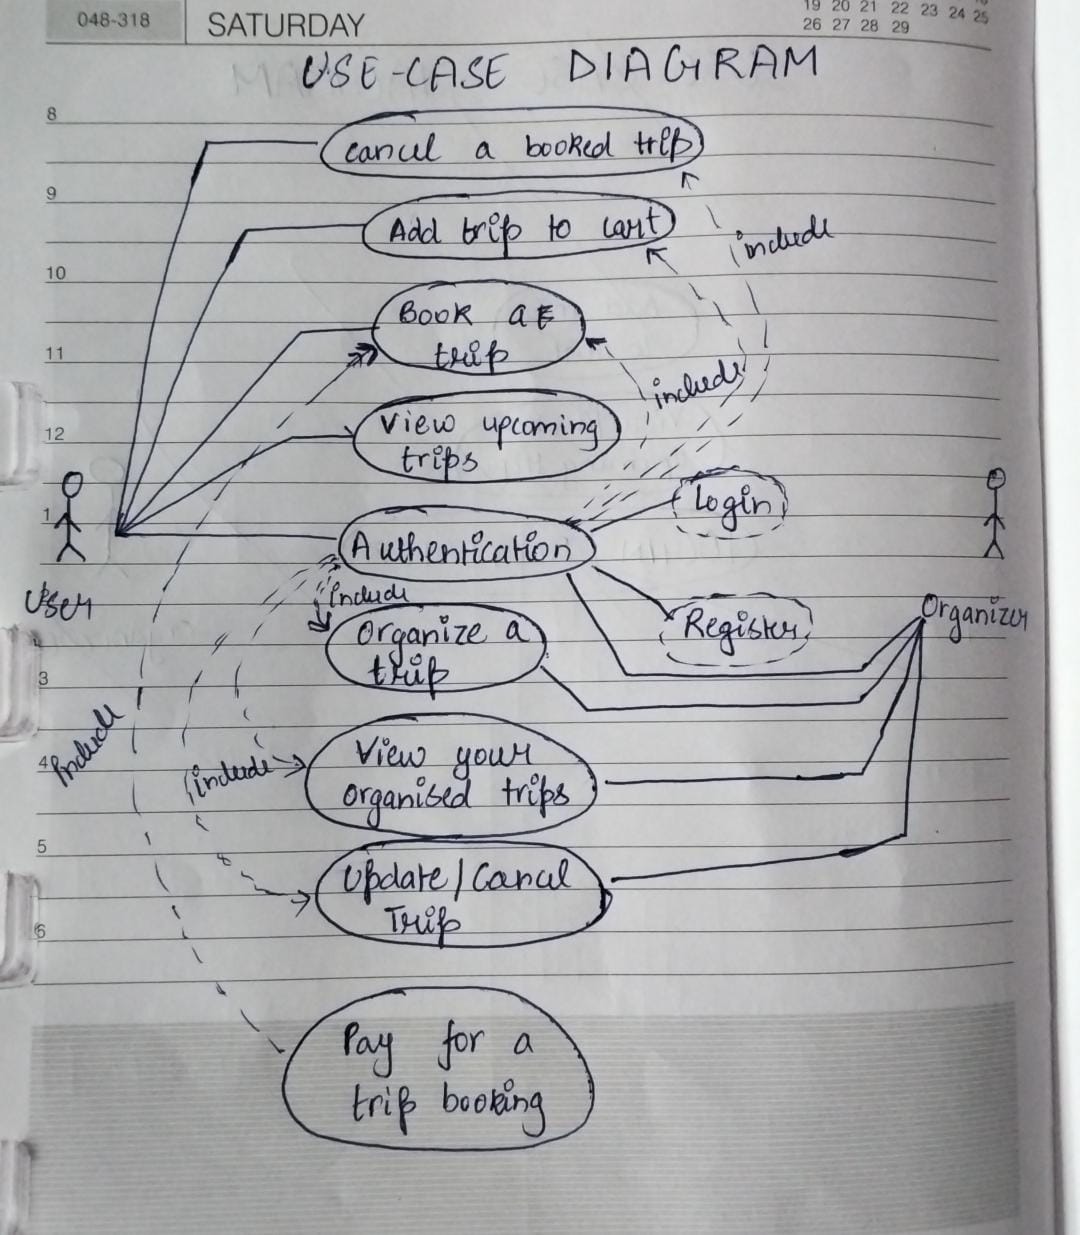 048-318 SATURDAY
19 20 21 22 23 24 25
26 27 28 29
USE-CASE DIAGRAM
8
cancel a booked trip
9
Add trip to cart
include
10
Book a
trip
11
include
12
View upcoming
trips
Login
1
Authentication
User
include
Organizer
Organize a
trip
Register
3
include
4
View your
organised trips
include
5
Update/Cancel
Trip
6
Pay for a
trip booking